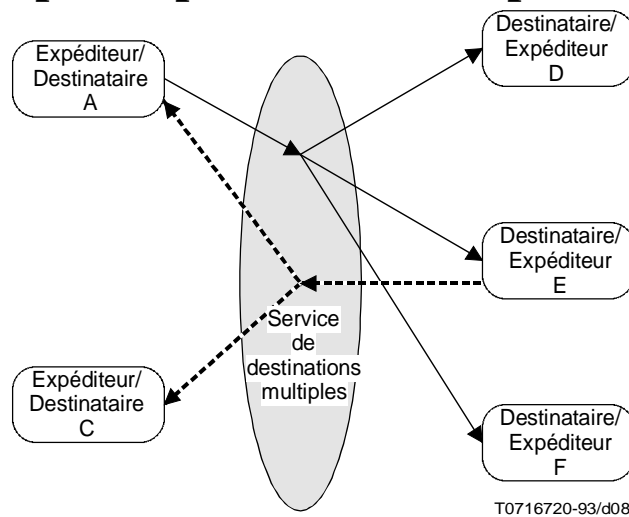 Expéditeur/
Destinataire
A
Destinataire/
Expéditeur
D
Destinataire/
Expéditeur
E
Service
de
destinations
multiples
Expéditeur/
Destinataire
C
Destinataire/
Expéditeur
F
T0716720-93/d08